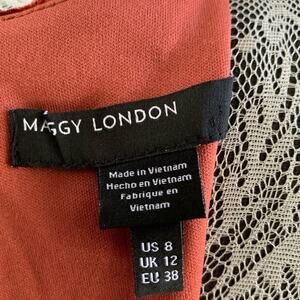 MAGGY LONDON
Made in Vietnam
Hecho en Vietnam
Fabrique en
Vietnam
US 8
UK 12
EU 38